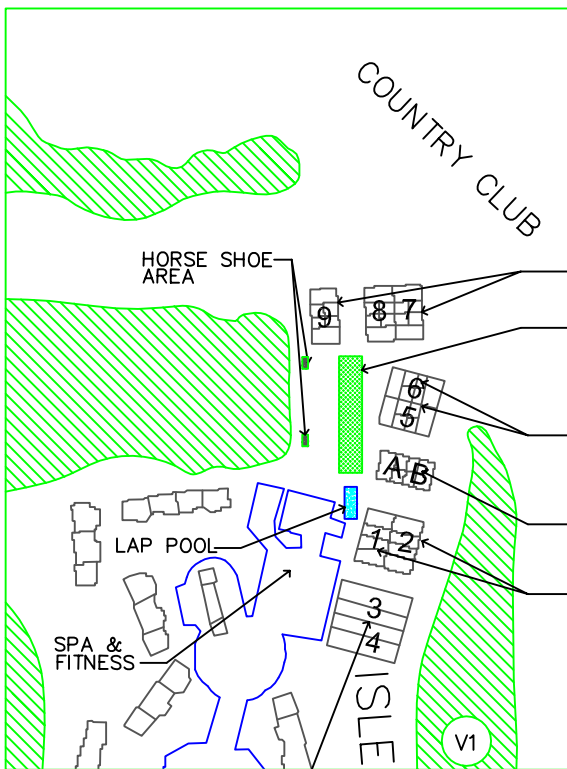 COUNTRY CLUB
HORSE SHOE
AREA
9
8
7
6
5
A B
LAP POOL
1 2
3
4
SPA &
FITNESS
ISLE
V1